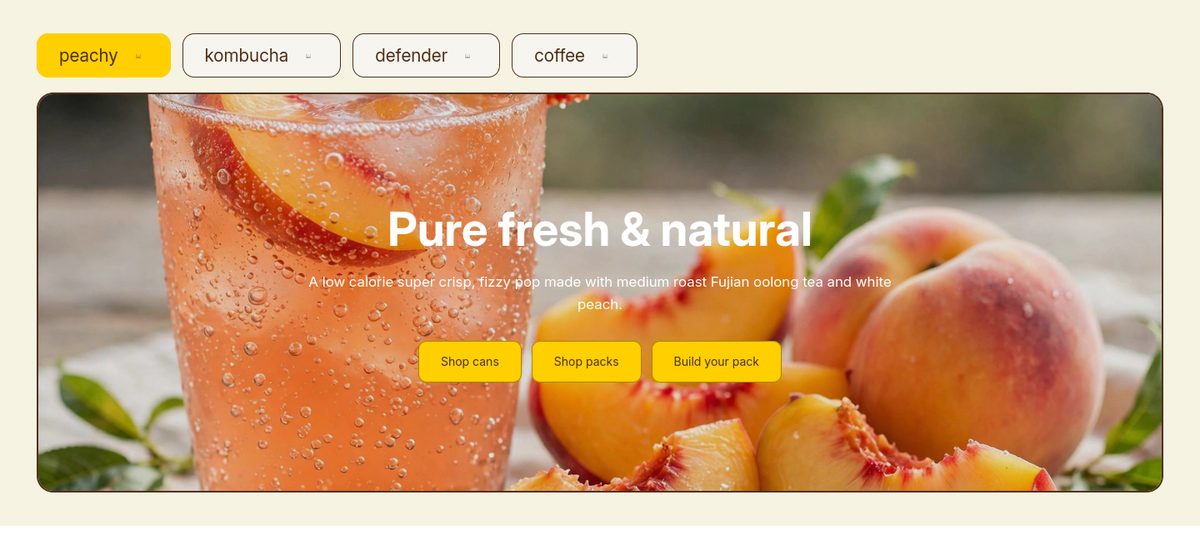 peachy
kombucha
defender
coffee
Pure fresh & natural
A low calorie super crisp, fizzy pop made with medium roast Fujian oolong tea and white
peach.
Shop cans
Shop packs
Build your pack